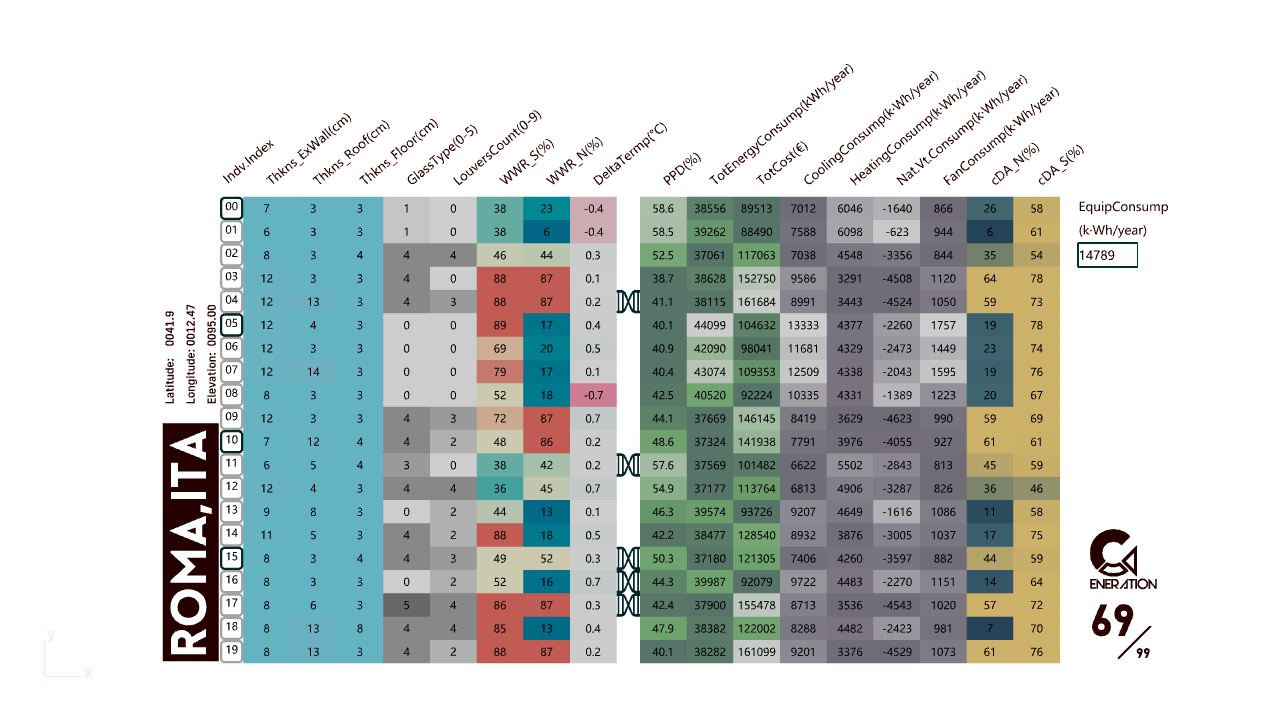 Indv.Index Thkns_ExWall(cm) Thkns_Roof(cm) Thkns_Floor(cm) GlassType(0-5) LouversCount(0-9) WWR_S(%) WWR_N(%) DeltaTermp(°C) PPD(%) TotEnergyConsump(kWh/year) TotCost(€) CoolingConsump(k·Wh/year) HeatingConsump(k·Wh/year) Nat.Vt.Consump(k·Wh/year) FanConsump(k·Wh/year) cDA_N(%) cDA_S(%)
00 7 3 3 1 0 38 23 -0.4 58.6 38556 89513 7012 6046 -1640 866 26 58
01 6 3 3 1 0 38 6 -0.4 58.5 39262 88490 7588 6098 -623 944 6 61
02 8 3 4 4 4 46 44 0.3 52.5 37061 117063 7038 4548 -3356 844 35 54
03 12 3 3 4 0 88 87 0.1 38.7 38628 152750 9586 3291 -4508 1120 64 78
04 12 13 3 4 3 88 87 0.2 41.1 38115 161684 8991 3443 -4524 1050 59 73
05 12 4 3 0 0 89 17 0.4 40.1 44099 104632 13333 4377 -2260 1757 19 78
06 12 3 3 0 0 69 20 0.5 40.9 42090 98041 11681 4329 -2473 1449 23 74
07 12 14 3 0 0 79 17 0.1 40.4 43074 109353 12509 4338 -2043 1595 19 76
08 8 3 3 0 0 52 18 -0.7 42.5 40520 92224 10335 4331 -1389 1223 20 67
09 12 3 3 4 3 72 87 0.7 44.1 37669 146145 8419 3629 -4623 990 59 69
10 7 12 4 4 2 48 86 0.2 48.6 37324 141938 7791 3976 -4055 927 61 61
11 6 5 4 3 0 38 42 0.2 57.6 37569 101482 6622 5502 -2843 813 45 59
12 12 4 3 4 4 36 45 0.7 54.9 37177 113764 6813 4906 -3287 826 36 46
13 9 8 3 0 2 44 13 0.1 46.3 39574 93726 9207 4649 -1616 1086 11 58
14 11 5 3 4 2 88 18 0.5 42.2 38477 128540 8932 3876 -3005 1037 17 75
15 8 3 4 4 3 49 52 0.3 50.3 37180 121305 7406 4260 -3597 882 44 59
16 8 3 3 0 2 52 16 0.7 44.3 39987 92079 9722 4483 -2270 1151 14 64
17 8 6 3 5 4 86 87 0.3 42.4 37900 155478 8713 3536 -4543 1020 57 72
18 8 13 8 4 4 85 13 0.4 47.9 38382 122002 8288 4482 -2423 981 7 70
19 8 13 3 4 2 88 87 0.2 40.1 38282 161099 9201 3376 -4529 1073 61 76
EquipConsump
(k·Wh/year)
14789
Latitude: 0041.9
Longitude: 0012.47
Elevation: 0095.00
ROMA,ITA
ENERATION
69/99
y
x